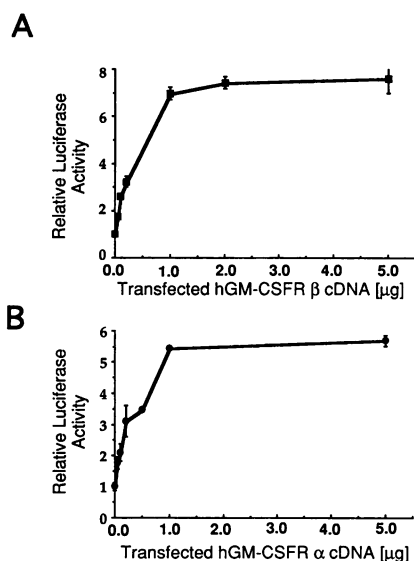 A
Relative Luciferase
Activity
8
6
4
2
0
0.0 1.0 2.0 3.0 4.0 5.0
Transfected hGM-CSFR β cDNA [μg]
B
Relative Luciferase
Activity
6
5
4
3
2
1
0
0.0 1.0 2.0 3.0 4.0 5.0
Transfected hGM-CSFR α cDNA [μg]